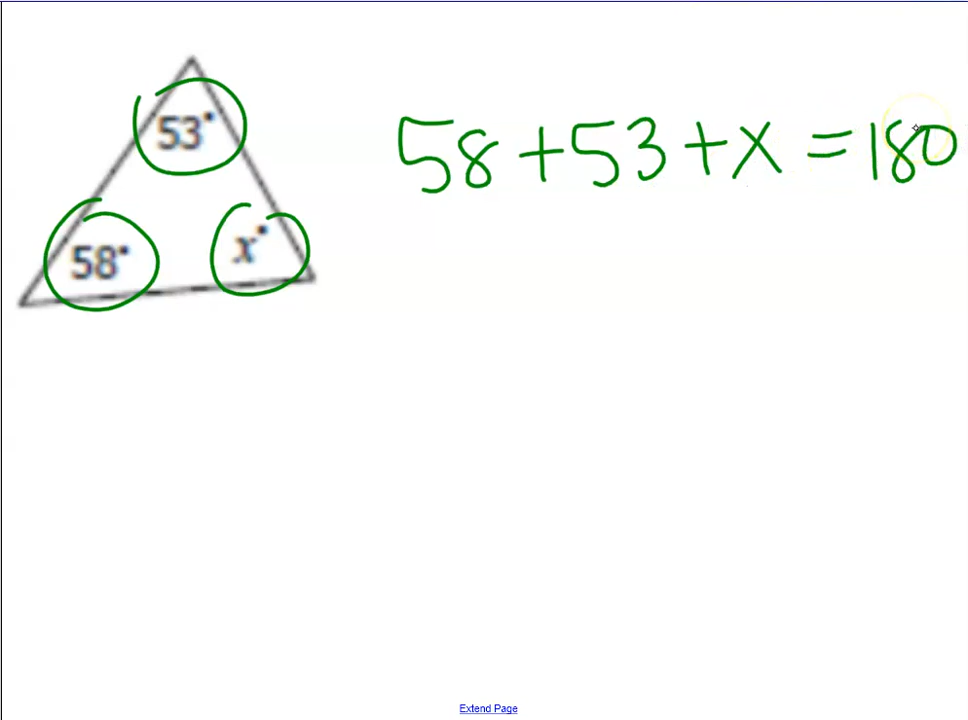 53°
58 + 53 + x = 180
58° x°
Extend Page